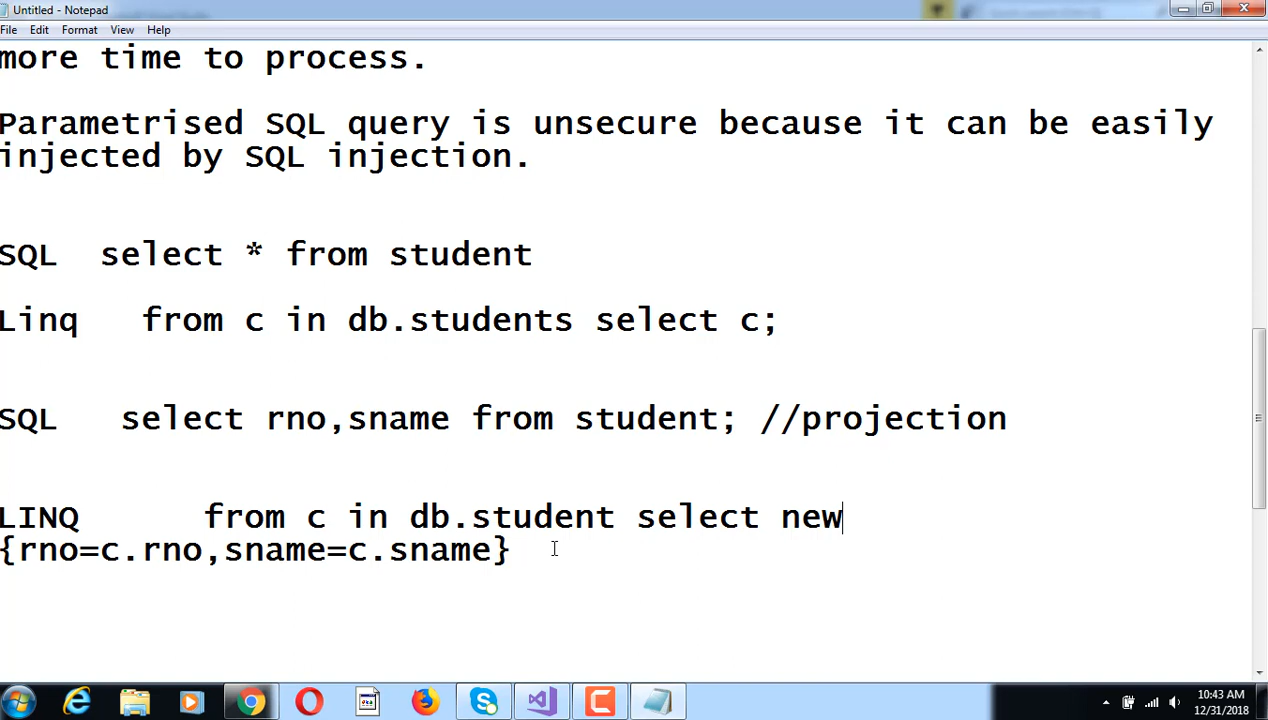 Untitled - Notepad
File Edit Format View Help
more time to process.
Parametrised SQL query is unsecure because it can be easily
injected by SQL injection.
SQL select * from student
Linq from c in db.students select c;
SQL select rno,sname from student; //projection
LINQ from c in db.student select new
{rno=c.rno,sname=c.sname}
10:43 AM
12/31/2018